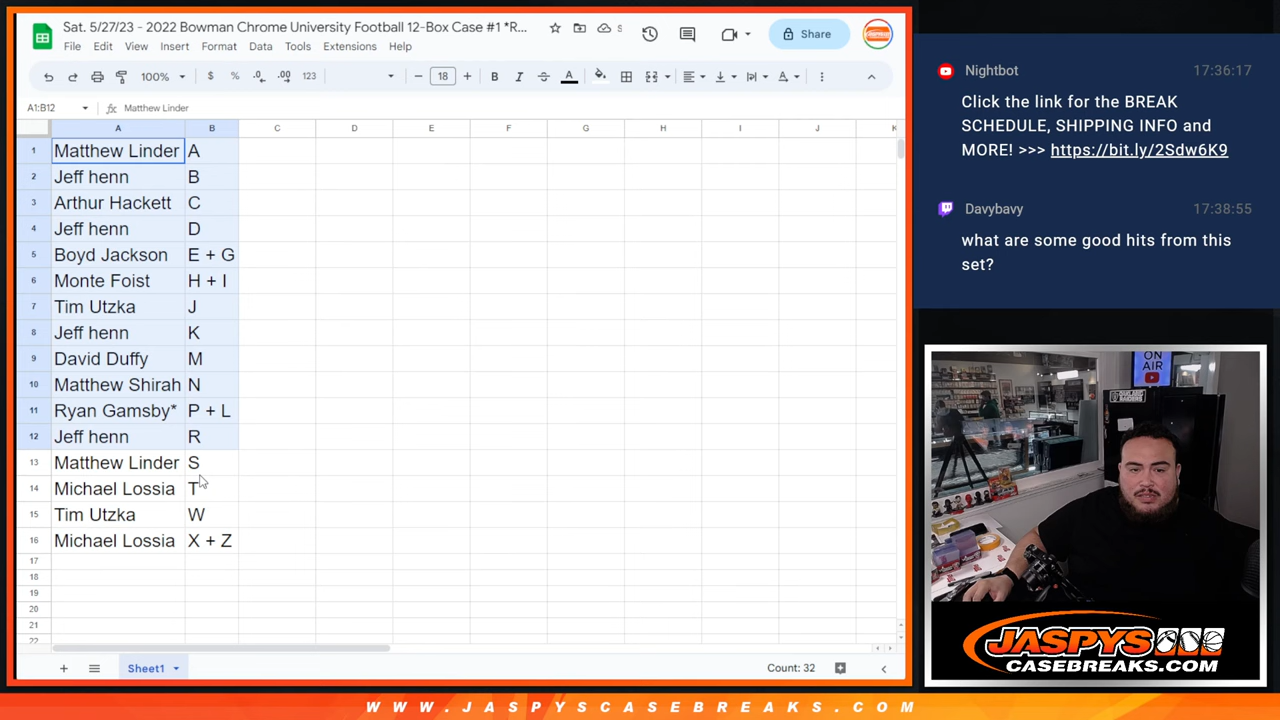 Sat. 5/27/23 - 2022 Bowman Chrome University Football 12-Box Case #1 *R...
S
Share
File Edit View Insert Format Data Tools Extensions Help
100% $ % .0 .00 123 18 B I A
A1:B12 fx Matthew Linder
A B C D E F G H I J K
1 Matthew Linder A
2 Jeff henn B
3 Arthur Hackett C
4 Jeff henn D
5 Boyd Jackson E + G
6 Monte Foist H + I
7 Tim Utzka J
8 Jeff henn K
9 David Duffy M
10 Matthew Shirah N
11 Ryan Gamsby* P + L
12 Jeff henn R
13 Matthew Linder S
14 Michael Lossia T
15 Tim Utzka W
16 Michael Lossia X + Z
17
18
19
20
21
22
Sheet1
Count: 32
Nightbot 17:36:17
Click the link for the BREAK
SCHEDULE, SHIPPING INFO and
MORE! >>> https://bit.ly/2Sdw6K9
Davybavy 17:38:55
what are some good hits from this
set?
ON
AIR
JASPYS
CASEBREAKS.COM
WWW.JASPYSCASEBREAKS.COM